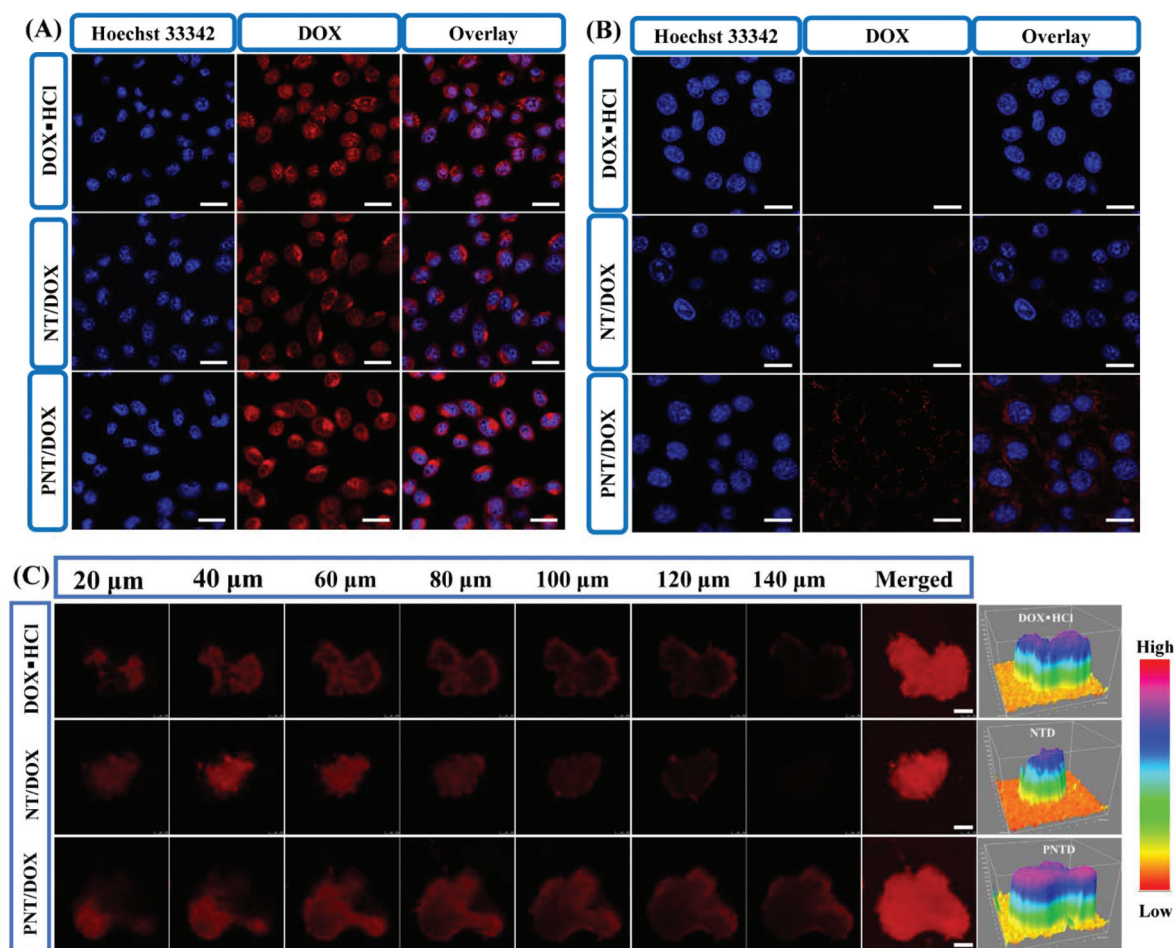 (A)
Hoechst 33342 DOX Overlay
DOX▪HCl
NT/DOX
PNT/DOX
(B)
Hoechst 33342 DOX Overlay
DOX▪HCl
NT/DOX
PNT/DOX
(C)
20 µm 40 µm 60 µm 80 µm 100 µm 120 µm 140 µm Merged
DOX▪HCl
NT/DOX
PNT/DOX
DOX▪HCl
NTD
PNTD
High
Low